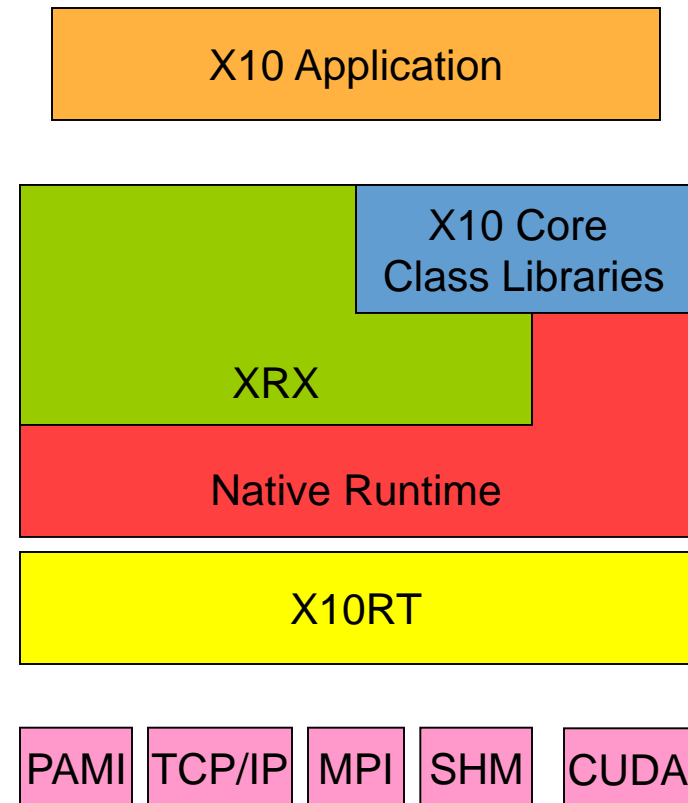 X10 Application
X10 Core
Class Libraries
XRX
Native Runtime
X10RT
PAMI TCP/IP MPI SHM CUDA